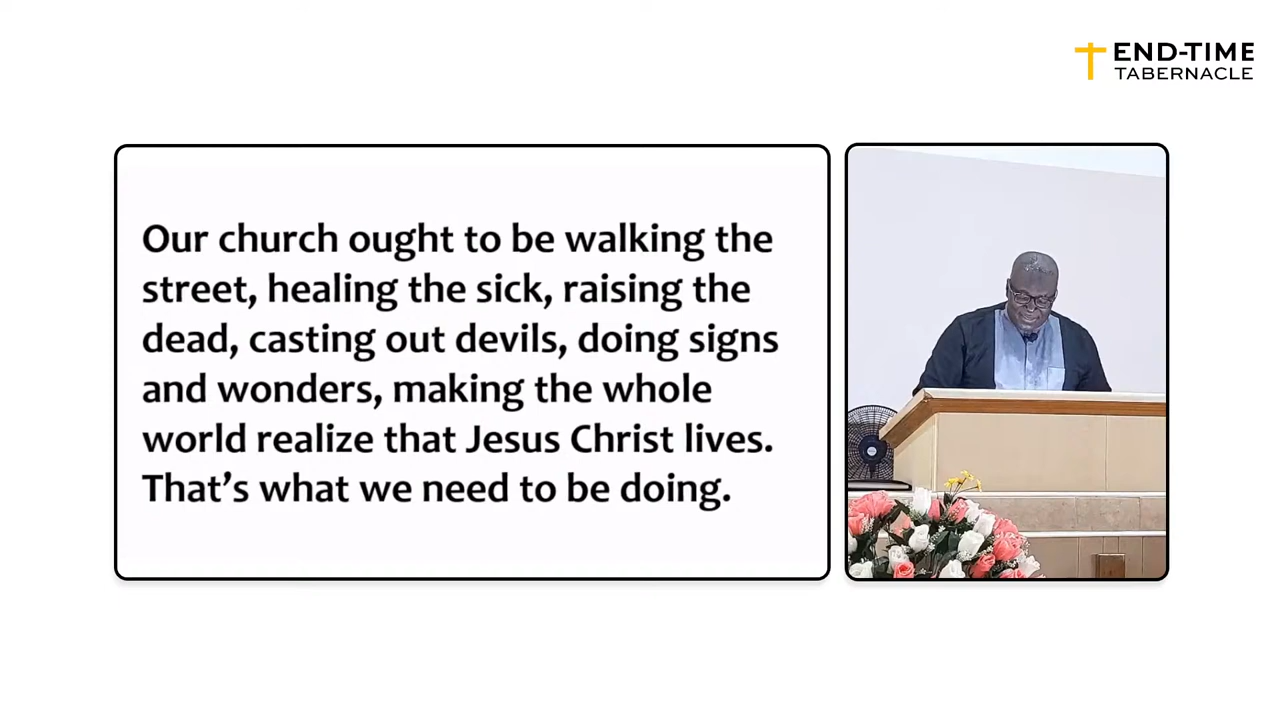 END-TIME
TABERNACLE
Our church ought to be walking the
street, healing the sick, raising the
dead, casting out devils, doing signs
and wonders, making the whole
world realize that Jesus Christ lives.
That’s what we need to be doing.